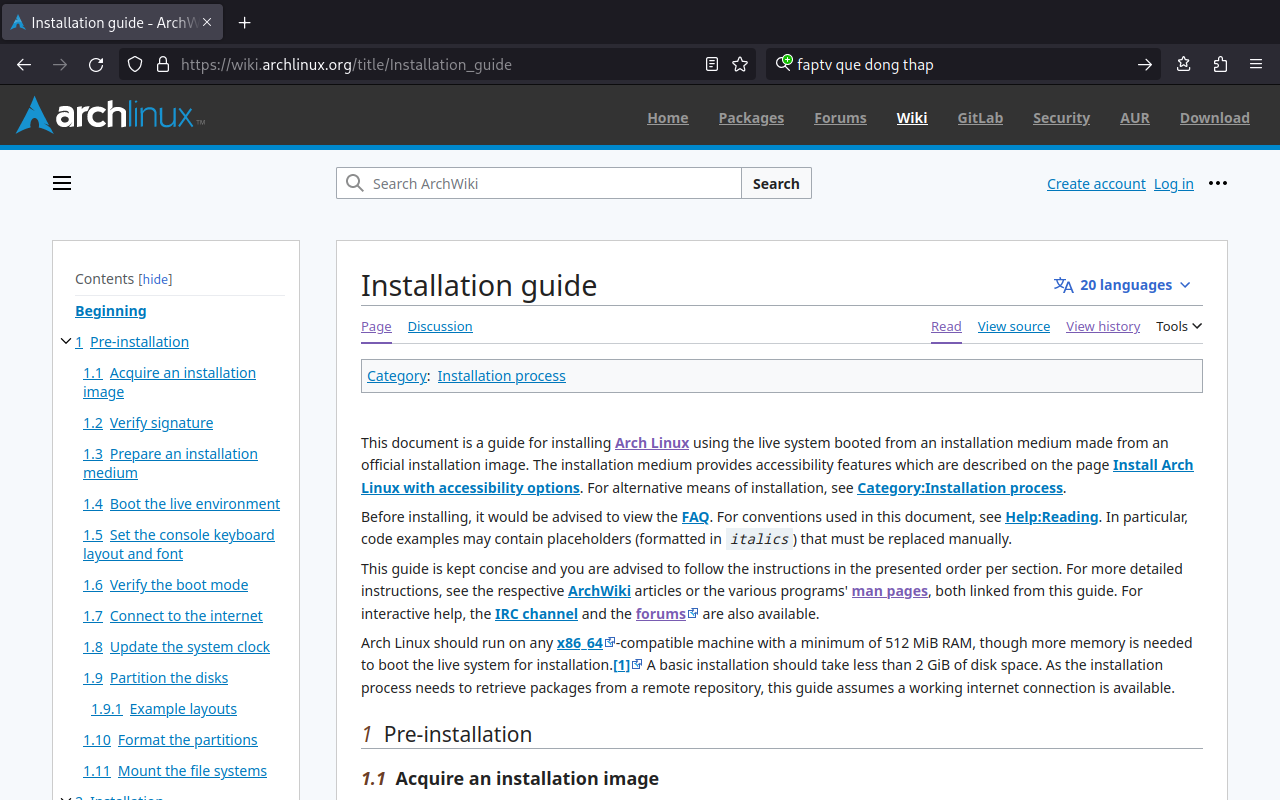 Installation guide - ArchW
https://wiki.archlinux.org/title/Installation_guide
faptv que dong thap
archlinux™
Home Packages Forums Wiki GitLab Security AUR Download
Search ArchWiki Search
Create account Log in
Contents [hide]
Beginning
1 Pre-installation
1.1 Acquire an installation
image
1.2 Verify signature
1.3 Prepare an installation
medium
1.4 Boot the live environment
1.5 Set the console keyboard
layout and font
1.6 Verify the boot mode
1.7 Connect to the internet
1.8 Update the system clock
1.9 Partition the disks
1.9.1 Example layouts
1.10 Format the partitions
1.11 Mount the file systems
2 Installation
Installation guide
20 languages
Page Discussion Read View source View history Tools
Category: Installation process
This document is a guide for installing Arch Linux using the live system booted from an installation medium made from an
official installation image. The installation medium provides accessibility features which are described on the page Install Arch
Linux with accessibility options. For alternative means of installation, see Category:Installation process.
Before installing, it would be advised to view the FAQ. For conventions used in this document, see Help:Reading. In particular,
code examples may contain placeholders (formatted in italics) that must be replaced manually.
This guide is kept concise and you are advised to follow the instructions in the presented order per section. For more detailed
instructions, see the respective ArchWiki articles or the various programs' man pages, both linked from this guide. For
interactive help, the IRC channel and the forums are also available.
Arch Linux should run on any x86_64-compatible machine with a minimum of 512 MiB RAM, though more memory is needed
to boot the live system for installation.[1] A basic installation should take less than 2 GiB of disk space. As the installation
process needs to retrieve packages from a remote repository, this guide assumes a working internet connection is available.
1 Pre-installation
1.1 Acquire an installation image